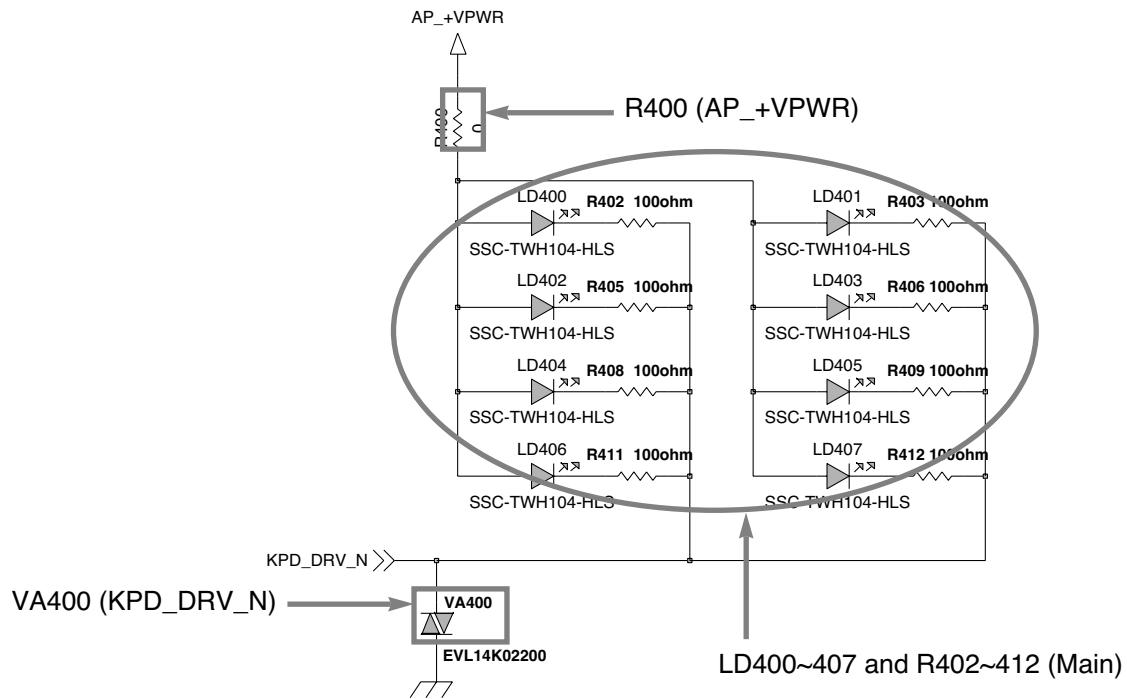 AP_+VPWR
R400
0
R400 (AP_+VPWR)
LD400
R402 100ohm
SSC-TWH104-HLS
LD401
R403 100ohm
SSC-TWH104-HLS
LD402
R405 100ohm
SSC-TWH104-HLS
LD403
R406 100ohm
SSC-TWH104-HLS
LD404
R408 100ohm
SSC-TWH104-HLS
LD405
R409 100ohm
SSC-TWH104-HLS
LD406
R411 100ohm
SSC-TWH104-HLS
LD407
R412 100ohm
SSC-TWH104-HLS
KPD_DRV_N
VA400 (KPD_DRV_N)
VA400
EVL14K02200
LD400~407 and R402~412 (Main)